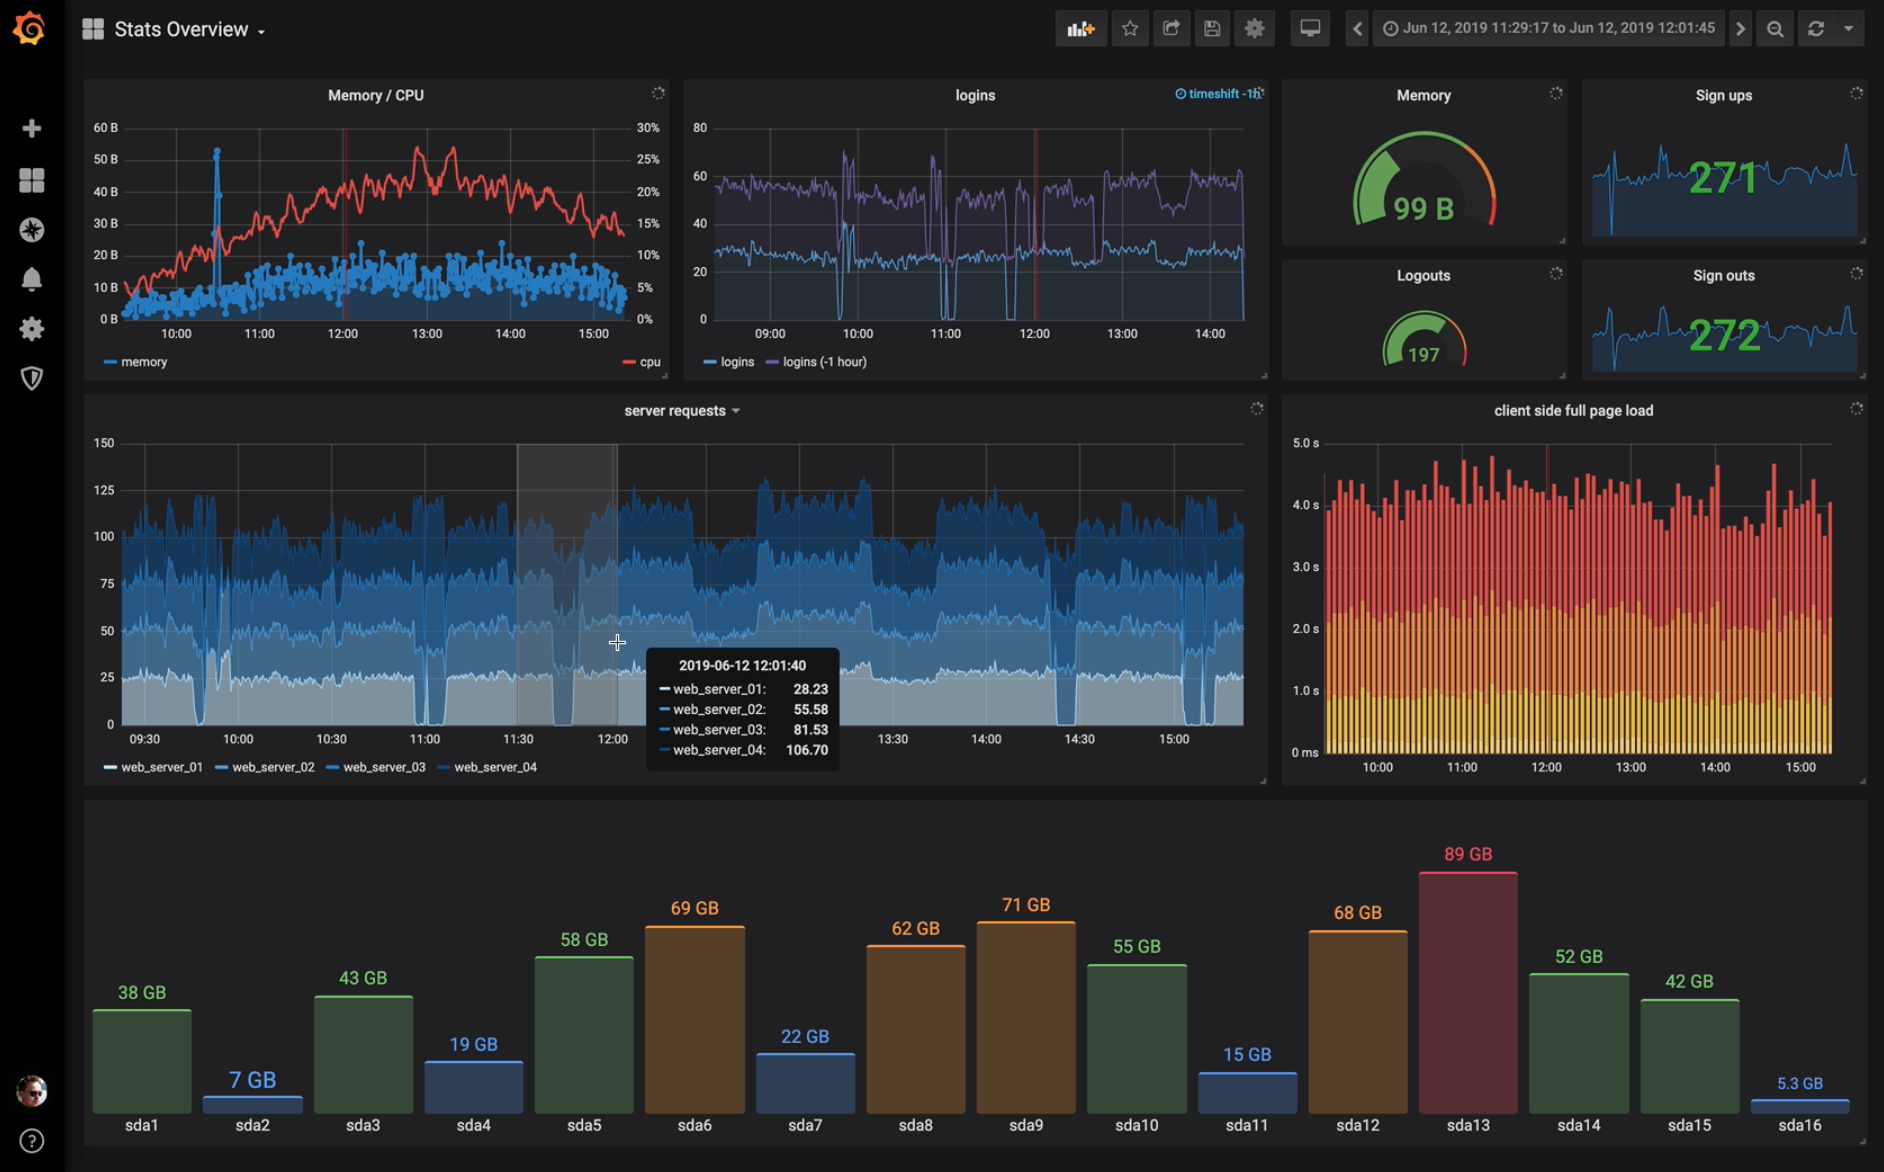 Stats Overview
Jun 12, 2019 11:29:17 to Jun 12, 2019 12:01:45
Memory / CPU
60 B
50 B
40 B
30 B
20 B
10 B
0 B
30%
25%
20%
15%
10%
5%
0%
10:00 11:00 12:00 13:00 14:00 15:00
memory
cpu
logins
timeshift -1h
80
60
40
20
0
09:00 10:00 11:00 12:00 13:00 14:00
logins logins (-1 hour)
Memory
99 B
Sign ups
271
Logouts
197
Sign outs
272
server requests
150
125
100
75
50
25
0
09:30 10:00 10:30 11:00 11:30 12:00 13:30 14:00 14:30 15:00
2019-06-12 12:01:40
web_server_01: 28.23
web_server_02: 55.58
web_server_03: 81.53
web_server_04: 106.70
web_server_01 web_server_02 web_server_03 web_server_04
client side full page load
5.0 s
4.0 s
3.0 s
2.0 s
1.0 s
0 ms
10:00 11:00 12:00 13:00 14:00 15:00
38 GB 7 GB 43 GB 19 GB 58 GB 69 GB 22 GB 62 GB 71 GB 55 GB 15 GB 68 GB 89 GB 52 GB 42 GB 5.3 GB
sda1 sda2 sda3 sda4 sda5 sda6 sda7 sda8 sda9 sda10 sda11 sda12 sda13 sda14 sda15 sda16